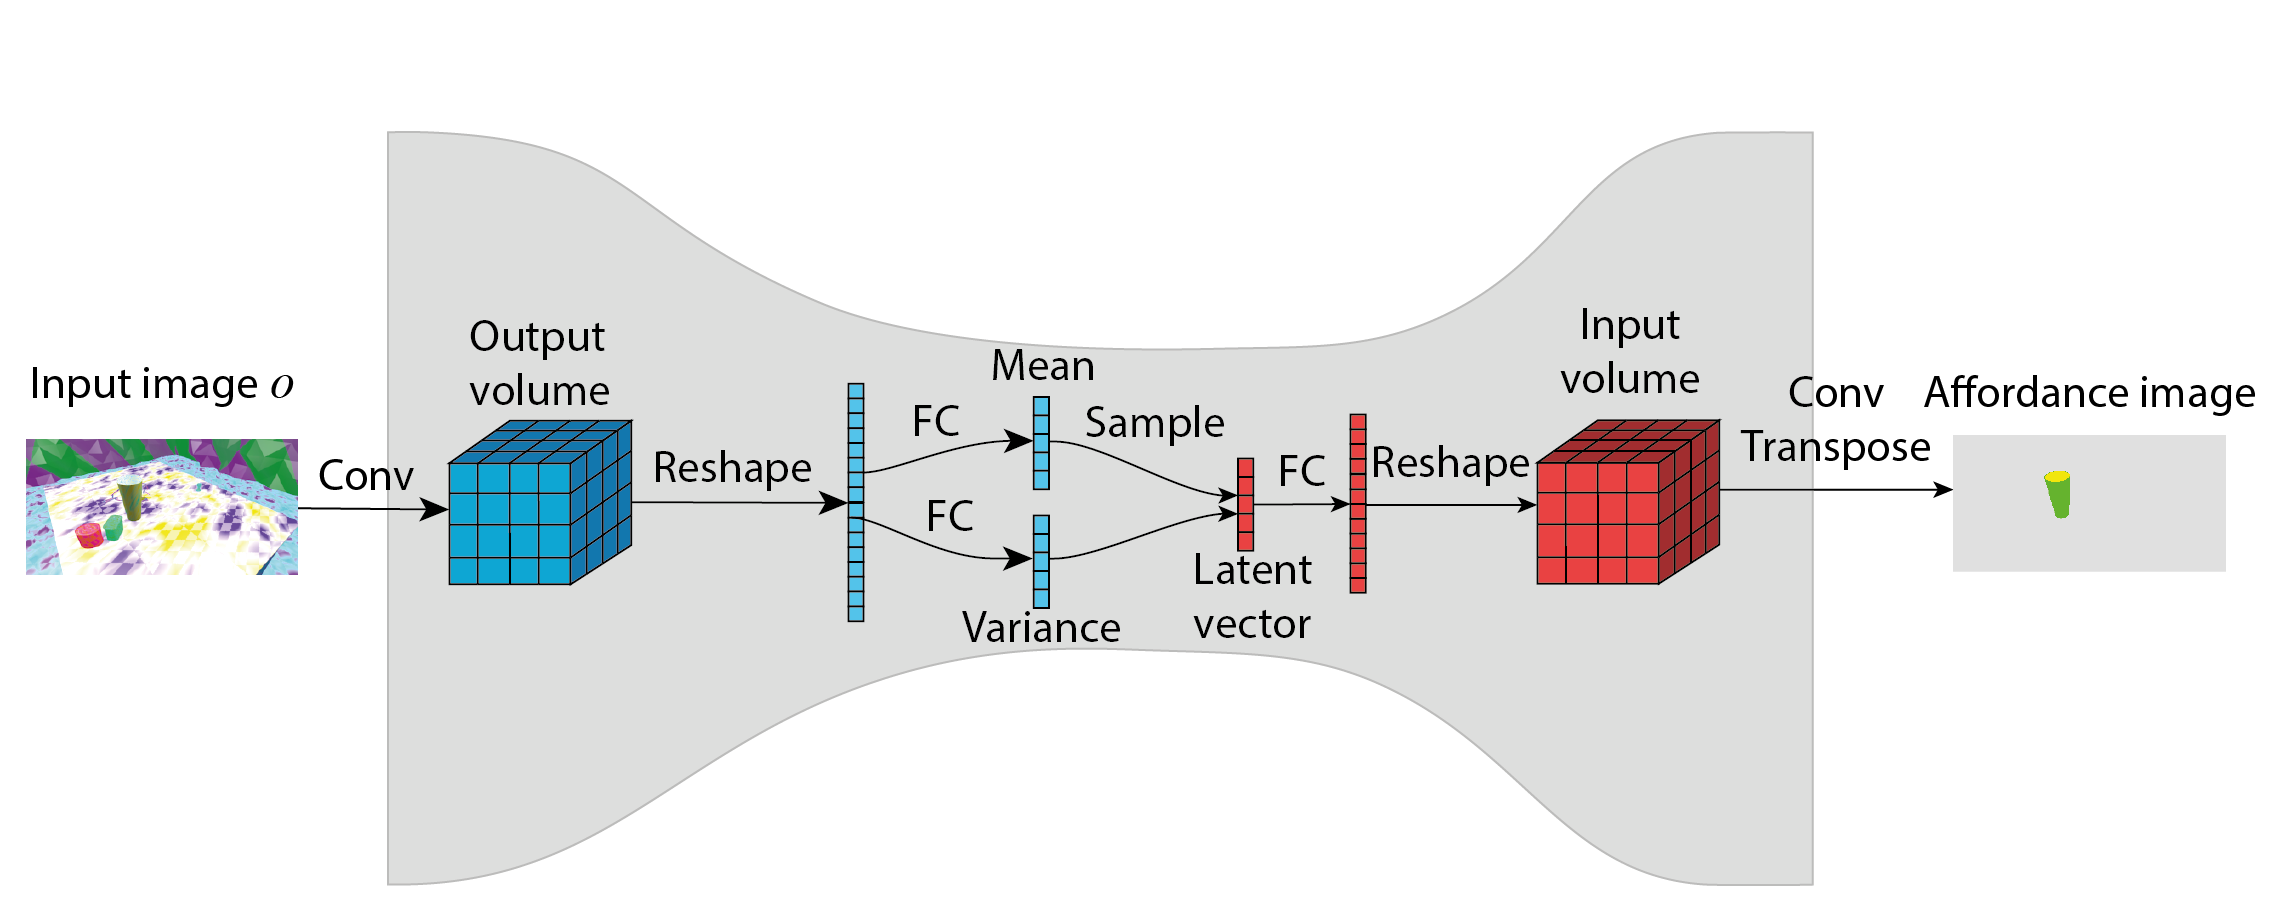 Input image o
Conv
Output
volume
Reshape
FC
FC
Mean
Variance
Sample
Latent
vector
FC
Reshape
Input
volume
Conv
Transpose
Affordance image